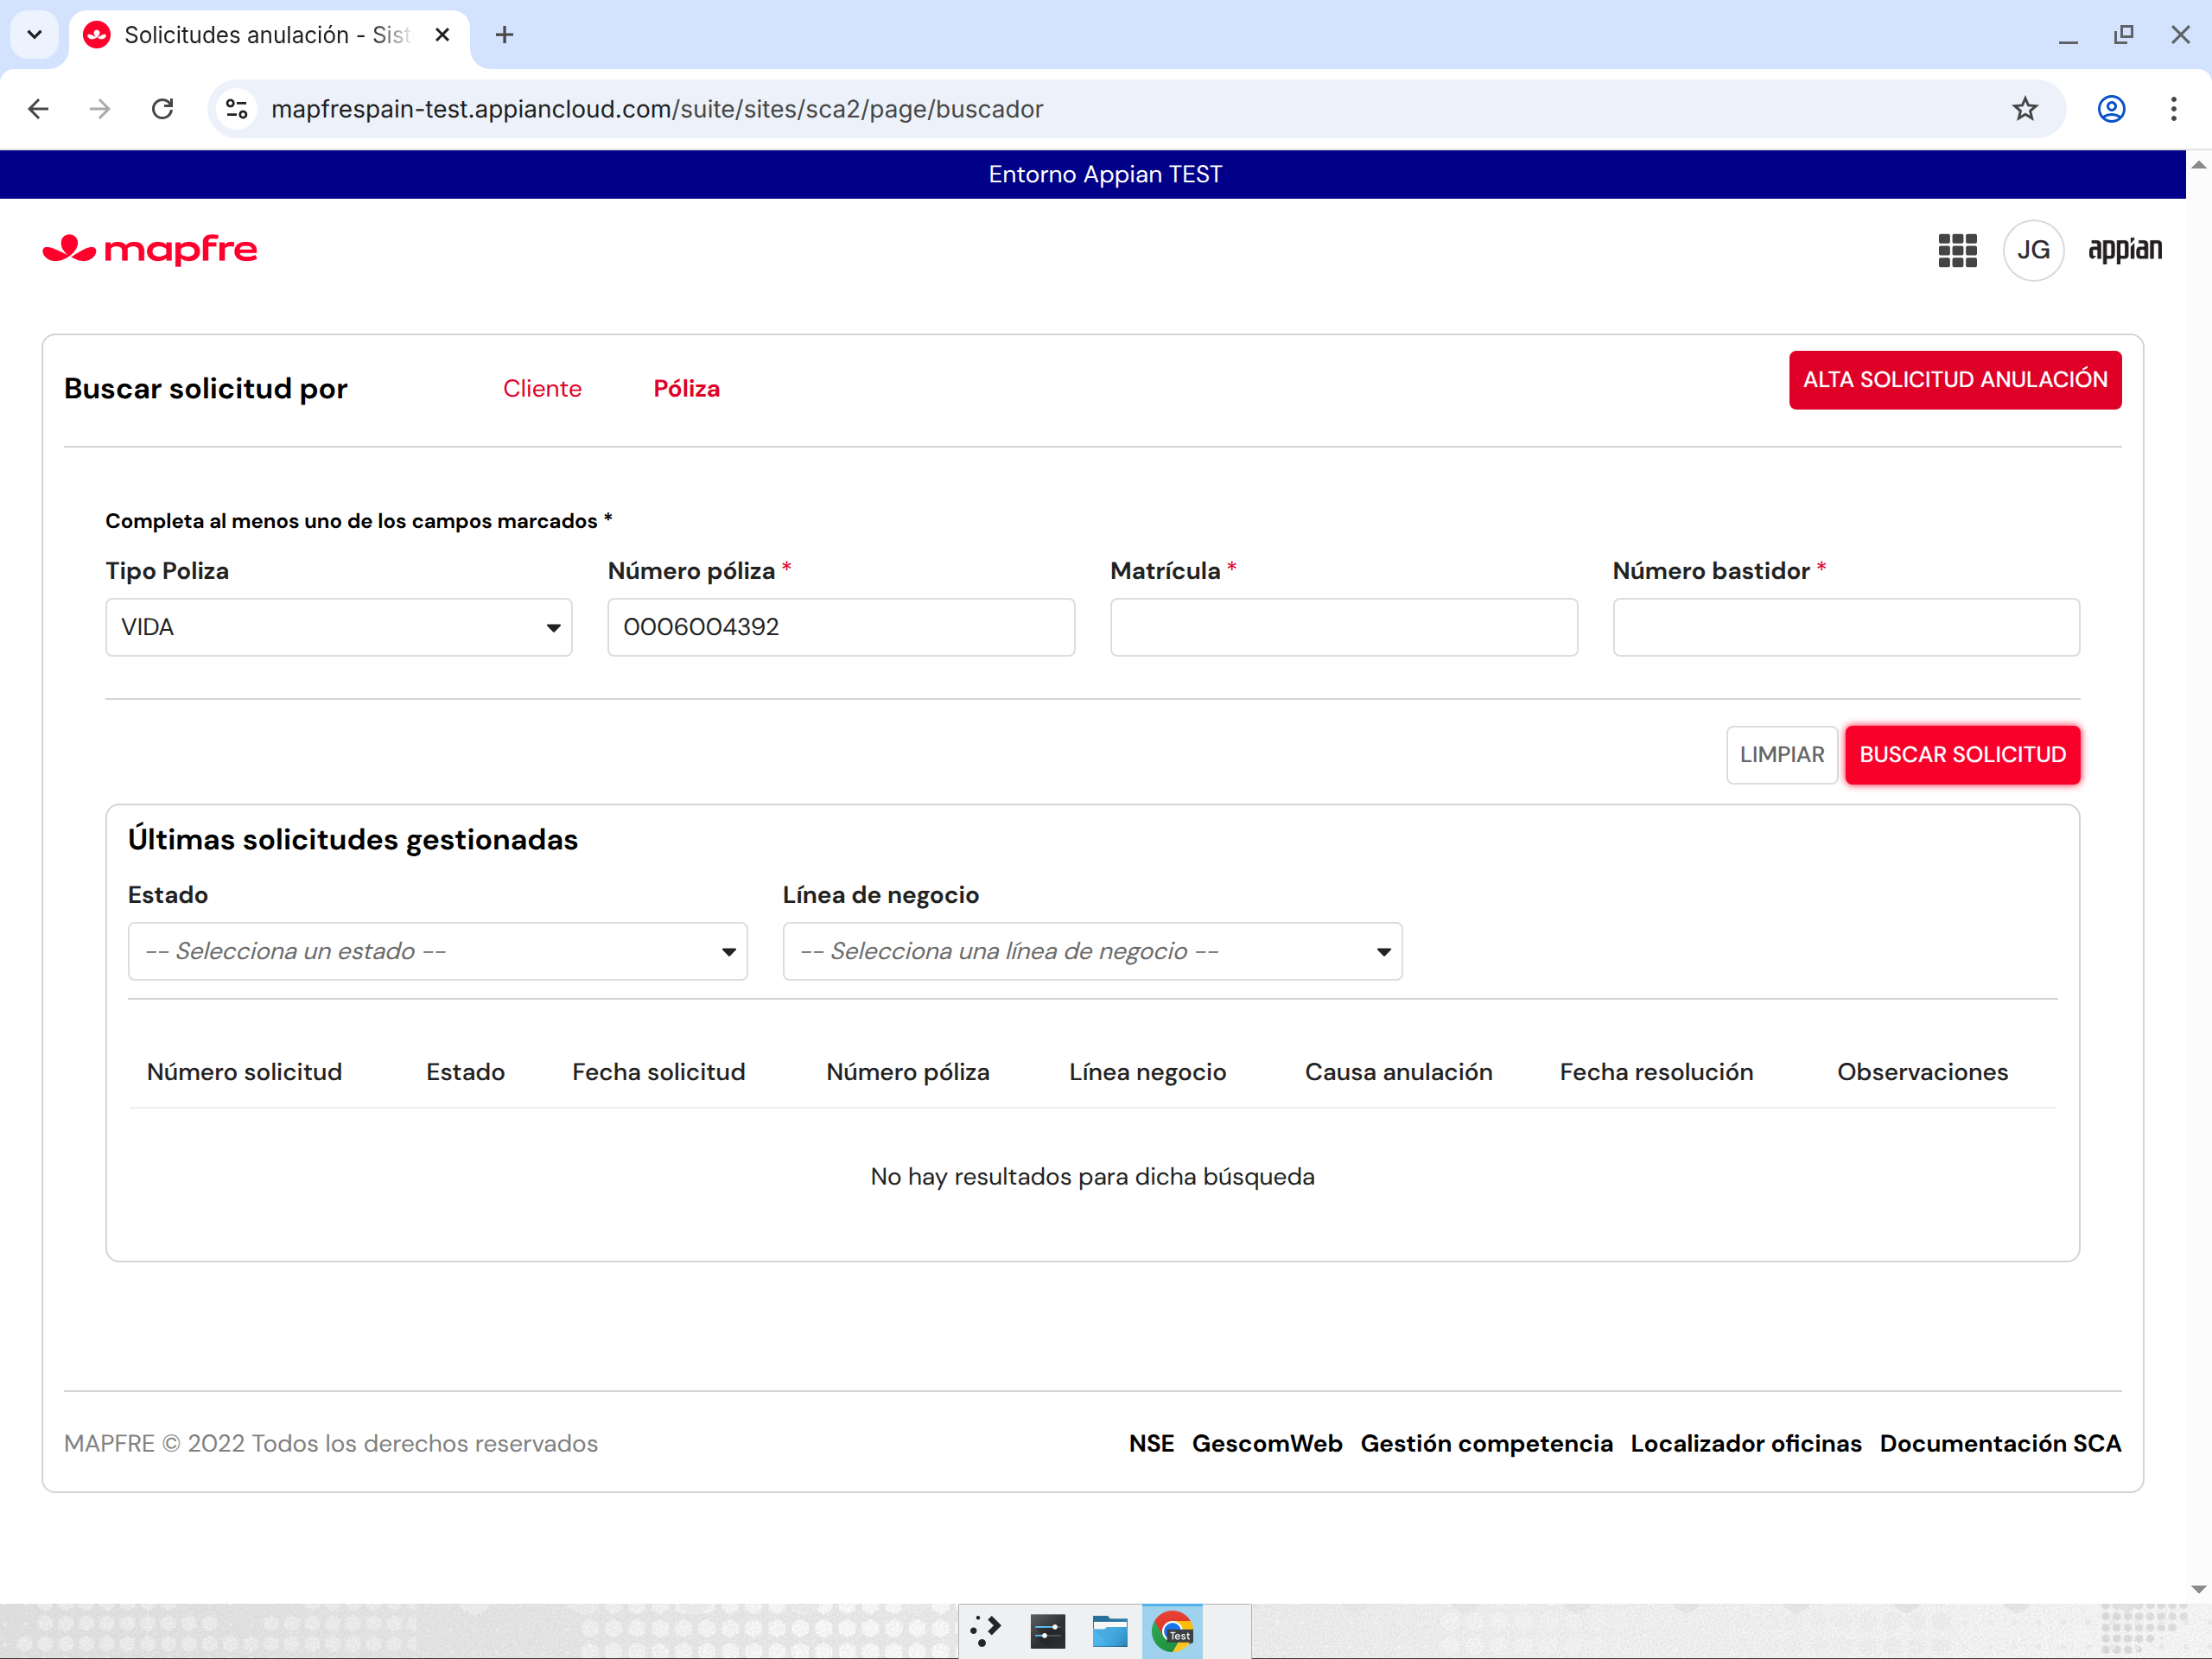 Solicitudes anulación - Sist
mapfrespain-test.appiancloud.com/suite/sites/sca2/page/buscador
Entorno Appian TEST
mapfre
JG
appian
Buscar solicitud por
Cliente
Póliza
ALTA SOLICITUD ANULACIÓN
Completa al menos uno de los campos marcados *
Tipo Poliza
Número póliza *
Matrícula *
Número bastidor *
VIDA
0006004392
LIMPIAR
BUSCAR SOLICITUD
Últimas solicitudes gestionadas
Estado
Línea de negocio
-- Selecciona un estado --
-- Selecciona una línea de negocio --
Número solicitud
Estado
Fecha solicitud
Número póliza
Línea negocio
Causa anulación
Fecha resolución
Observaciones
No hay resultados para dicha búsqueda
MAPFRE © 2022 Todos los derechos reservados
NSE
GescomWeb
Gestión competencia
Localizador oficinas
Documentación SCA
Test